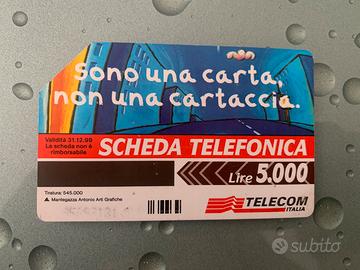 Sono una carta,
non una cartaccia.
Validità 31.12.99
La scheda non è
rimborsabile
SCHEDA TELEFONICA
Lire 5.000
Tiratura: 545.000
Mantegazza Antonio Arti Grafiche
TELECOM
ITALIA
subito